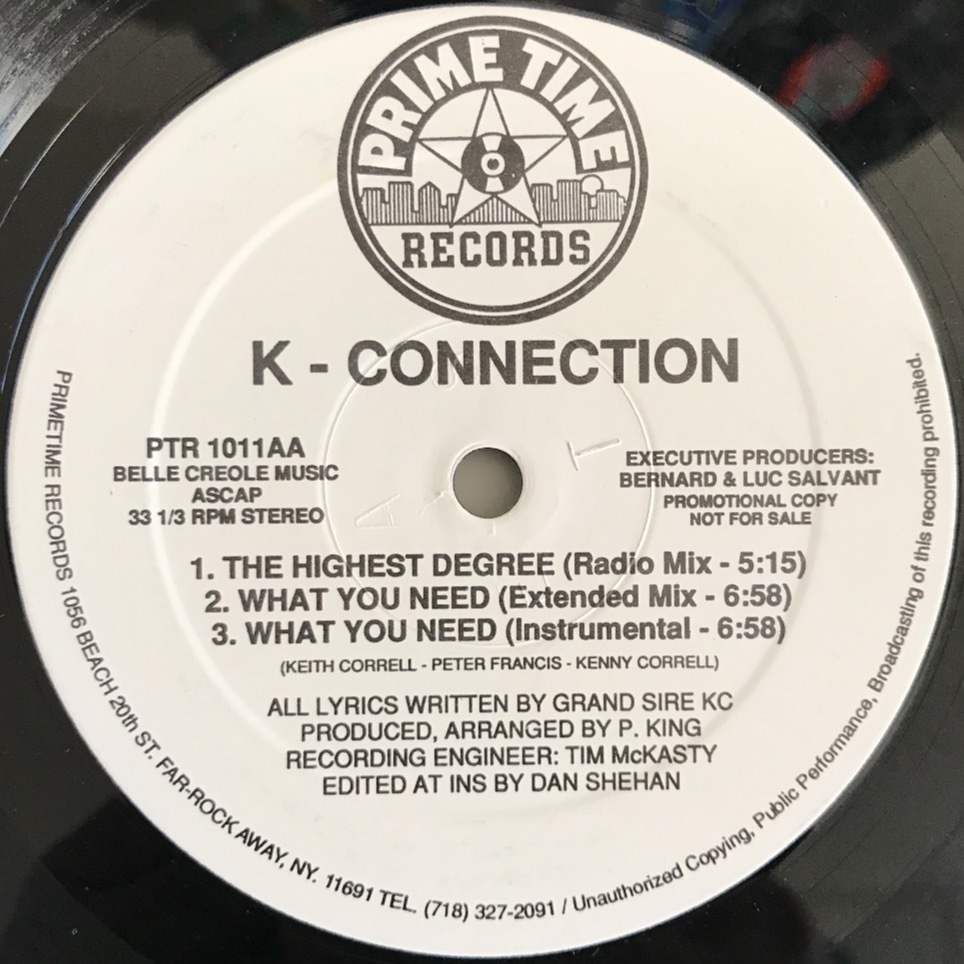 PRIME TIME
RECORDS
K - CONNECTION
PTR 1011AA
BELLE CREOLE MUSIC
ASCAP
33 1/3 RPM STEREO
EXECUTIVE PRODUCERS:
BERNARD & LUC SALVANT
PROMOTIONAL COPY
NOT FOR SALE
1. THE HIGHEST DEGREE (Radio Mix - 5:15)
2. WHAT YOU NEED (Extended Mix - 6:58)
3. WHAT YOU NEED (Instrumental - 6:58)
(KEITH CORRELL - PETER FRANCIS - KENNY CORRELL)
ALL LYRICS WRITTEN BY GRAND SIRE KC
PRODUCED, ARRANGED BY P. KING
RECORDING ENGINEER: TIM McKASTY
EDITED AT INS BY DAN SHEHAN
PRIMETIME RECORDS 1056 BEACH 20th ST. FAR-ROCK AWAY, NY. 11691 TEL. (718) 327-2091 / Unauthorized Copying, Public Performance, Broadcasting of this recording prohibited.